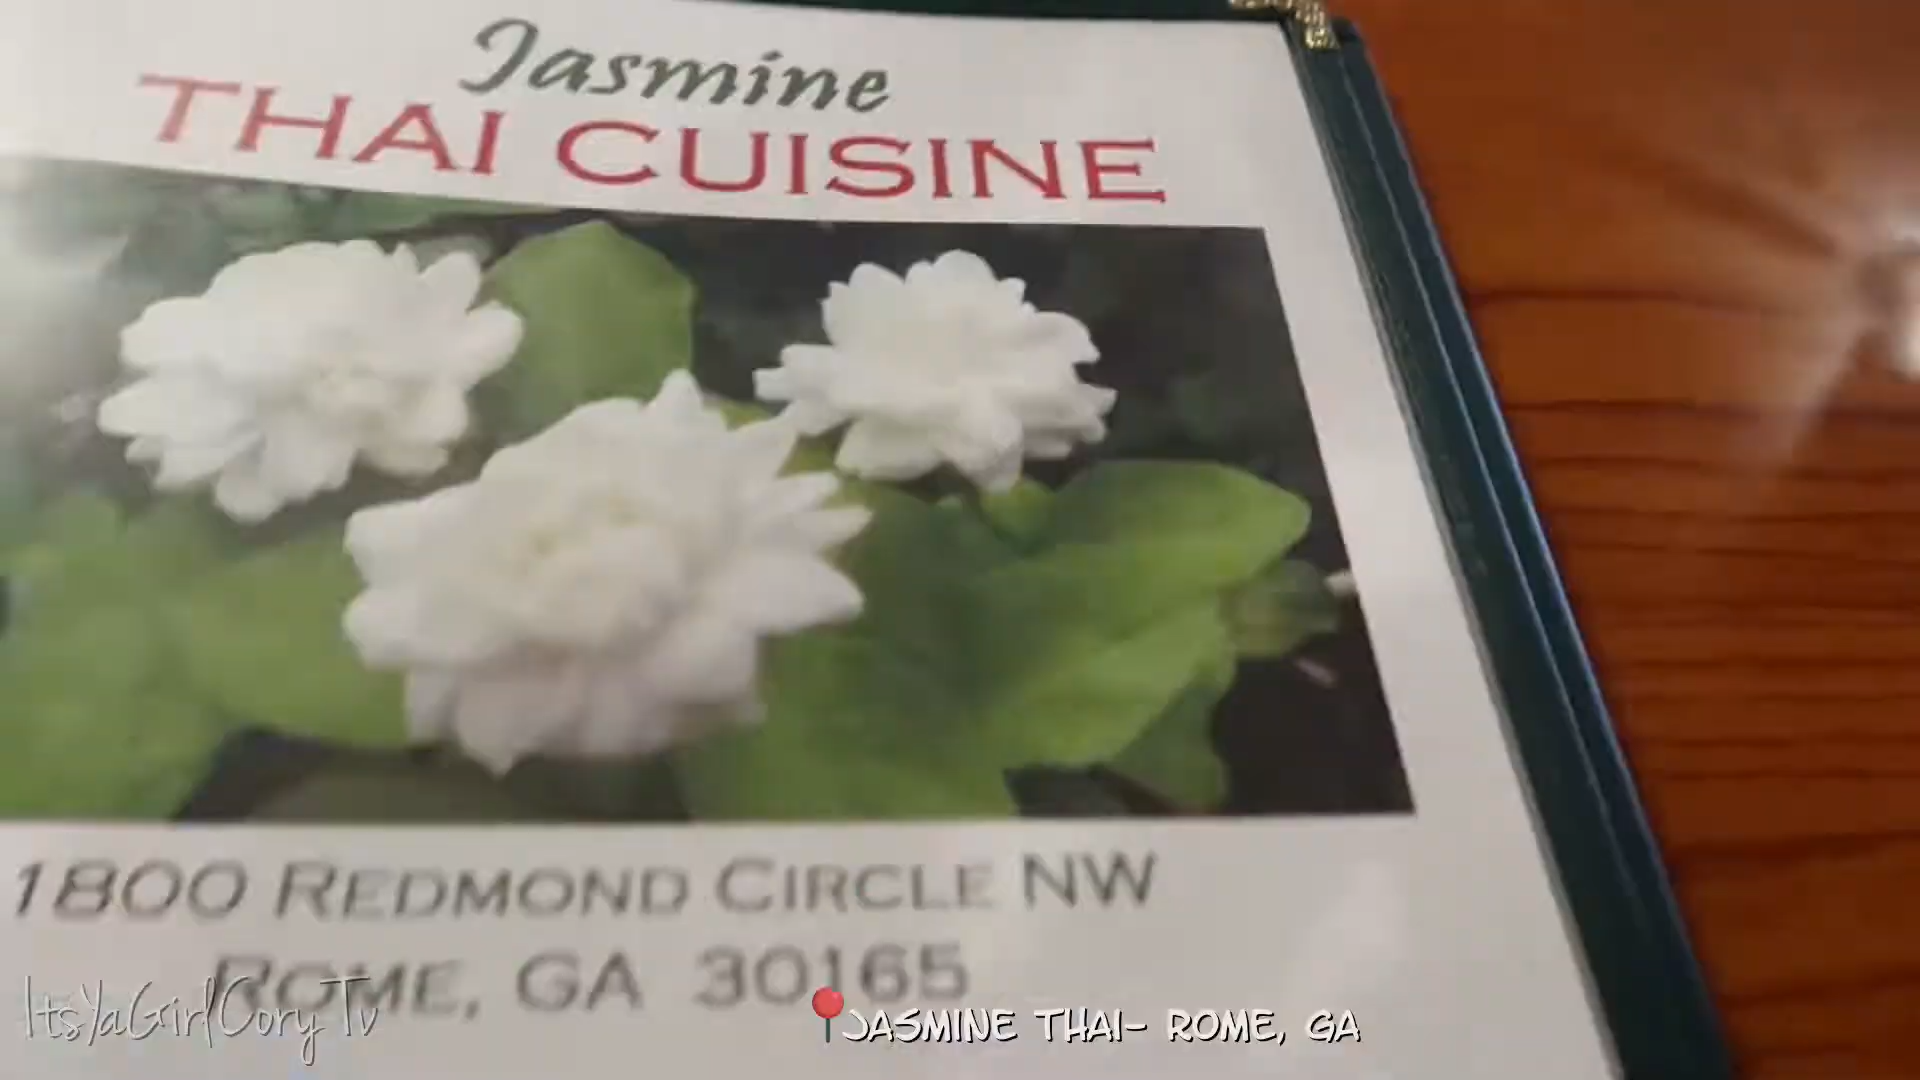 Jasmine
THAI CUISINE
1800 REDMOND CIRCLE NW
ROME, GA 30165
ItsYaGirlCory Tv
JASMINE THAI- ROME, GA